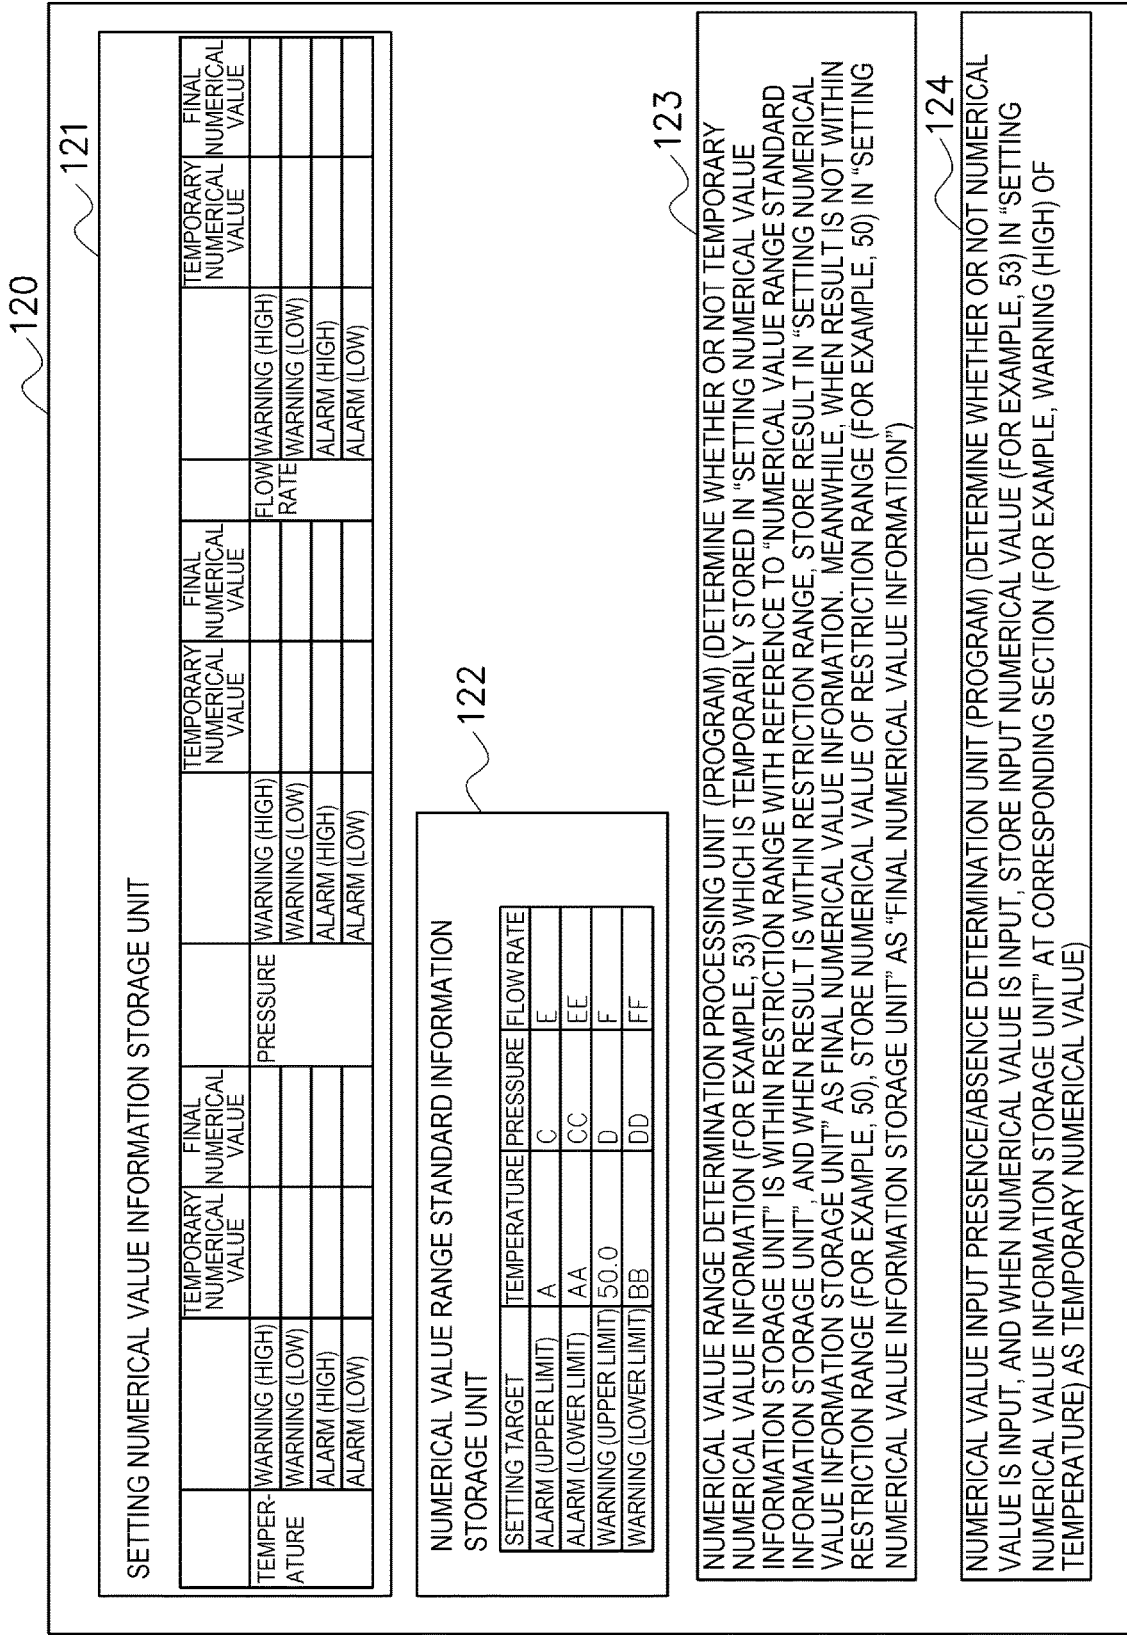 120
121
SETTING NUMERICAL VALUE INFORMATION STORAGE UNIT
TEMPORARY NUMERICAL VALUE
FINAL NUMERICAL VALUE
TEMPORARY NUMERICAL VALUE
FINAL NUMERICAL VALUE
TEMPORARY NUMERICAL VALUE
FINAL NUMERICAL VALUE
TEMPER-ATURE WARNING (HIGH) PRESSURE WARNING (HIGH) FLOW RATE WARNING (HIGH)
WARNING (LOW) WARNING (LOW) WARNING (LOW)
ALARM (HIGH) ALARM (HIGH) ALARM (HIGH)
ALARM (LOW) ALARM (LOW) ALARM (LOW)
122
NUMERICAL VALUE RANGE STANDARD INFORMATION
STORAGE UNIT
SETTING TARGET TEMPERATURE PRESSURE FLOW RATE
ALARM (UPPER LIMIT) A C E
ALARM (LOWER LIMIT) AA CC EE
WARNING (UPPER LIMIT) 50.0 D F
WARNING (LOWER LIMIT) BB DD FF
123
NUMERICAL VALUE RANGE DETERMINATION PROCESSING UNIT (PROGRAM) (DETERMINE WHETHER OR NOT TEMPORARY
NUMERICAL VALUE INFORMATION (FOR EXAMPLE, 53) WHICH IS TEMPORARILY STORED IN "SETTING NUMERICAL VALUE
INFORMATION STORAGE UNIT" IS WITHIN RESTRICTION RANGE WITH REFERENCE TO "NUMERICAL VALUE RANGE STANDARD
INFORMATION STORAGE UNIT", AND WHEN RESULT IS WITHIN RESTRICTION RANGE, STORE RESULT IN "SETTING NUMERICAL
VALUE INFORMATION STORAGE UNIT" AS FINAL NUMERICAL VALUE INFORMATION. MEANWHILE, WHEN RESULT IS NOT WITHIN
RESTRICTION RANGE (FOR EXAMPLE, 50), STORE NUMERICAL VALUE OF RESTRICTION RANGE (FOR EXAMPLE, 50) IN "SETTING
NUMERICAL VALUE INFORMATION STORAGE UNIT" AS "FINAL NUMERICAL VALUE INFORMATION")
124
NUMERICAL VALUE INPUT PRESENCE/ABSENCE DETERMINATION UNIT (PROGRAM) (DETERMINE WHETHER OR NOT NUMERICAL
VALUE IS INPUT, AND WHEN NUMERICAL VALUE IS INPUT, STORE INPUT NUMERICAL VALUE (FOR EXAMPLE, 53) IN "SETTING
NUMERICAL VALUE INFORMATION STORAGE UNIT" AT CORRESPONDING SECTION (FOR EXAMPLE, WARNING (HIGH) OF
TEMPERATURE) AS TEMPORARY NUMERICAL VALUE)